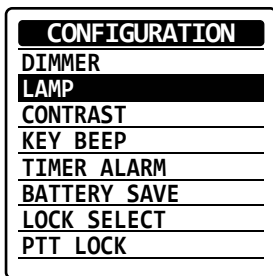 CONFIGURATION
DIMMER
LAMP
CONTRAST
KEY BEEP
TIMER ALARM
BATTERY SAVE
LOCK SELECT
PTT LOCK